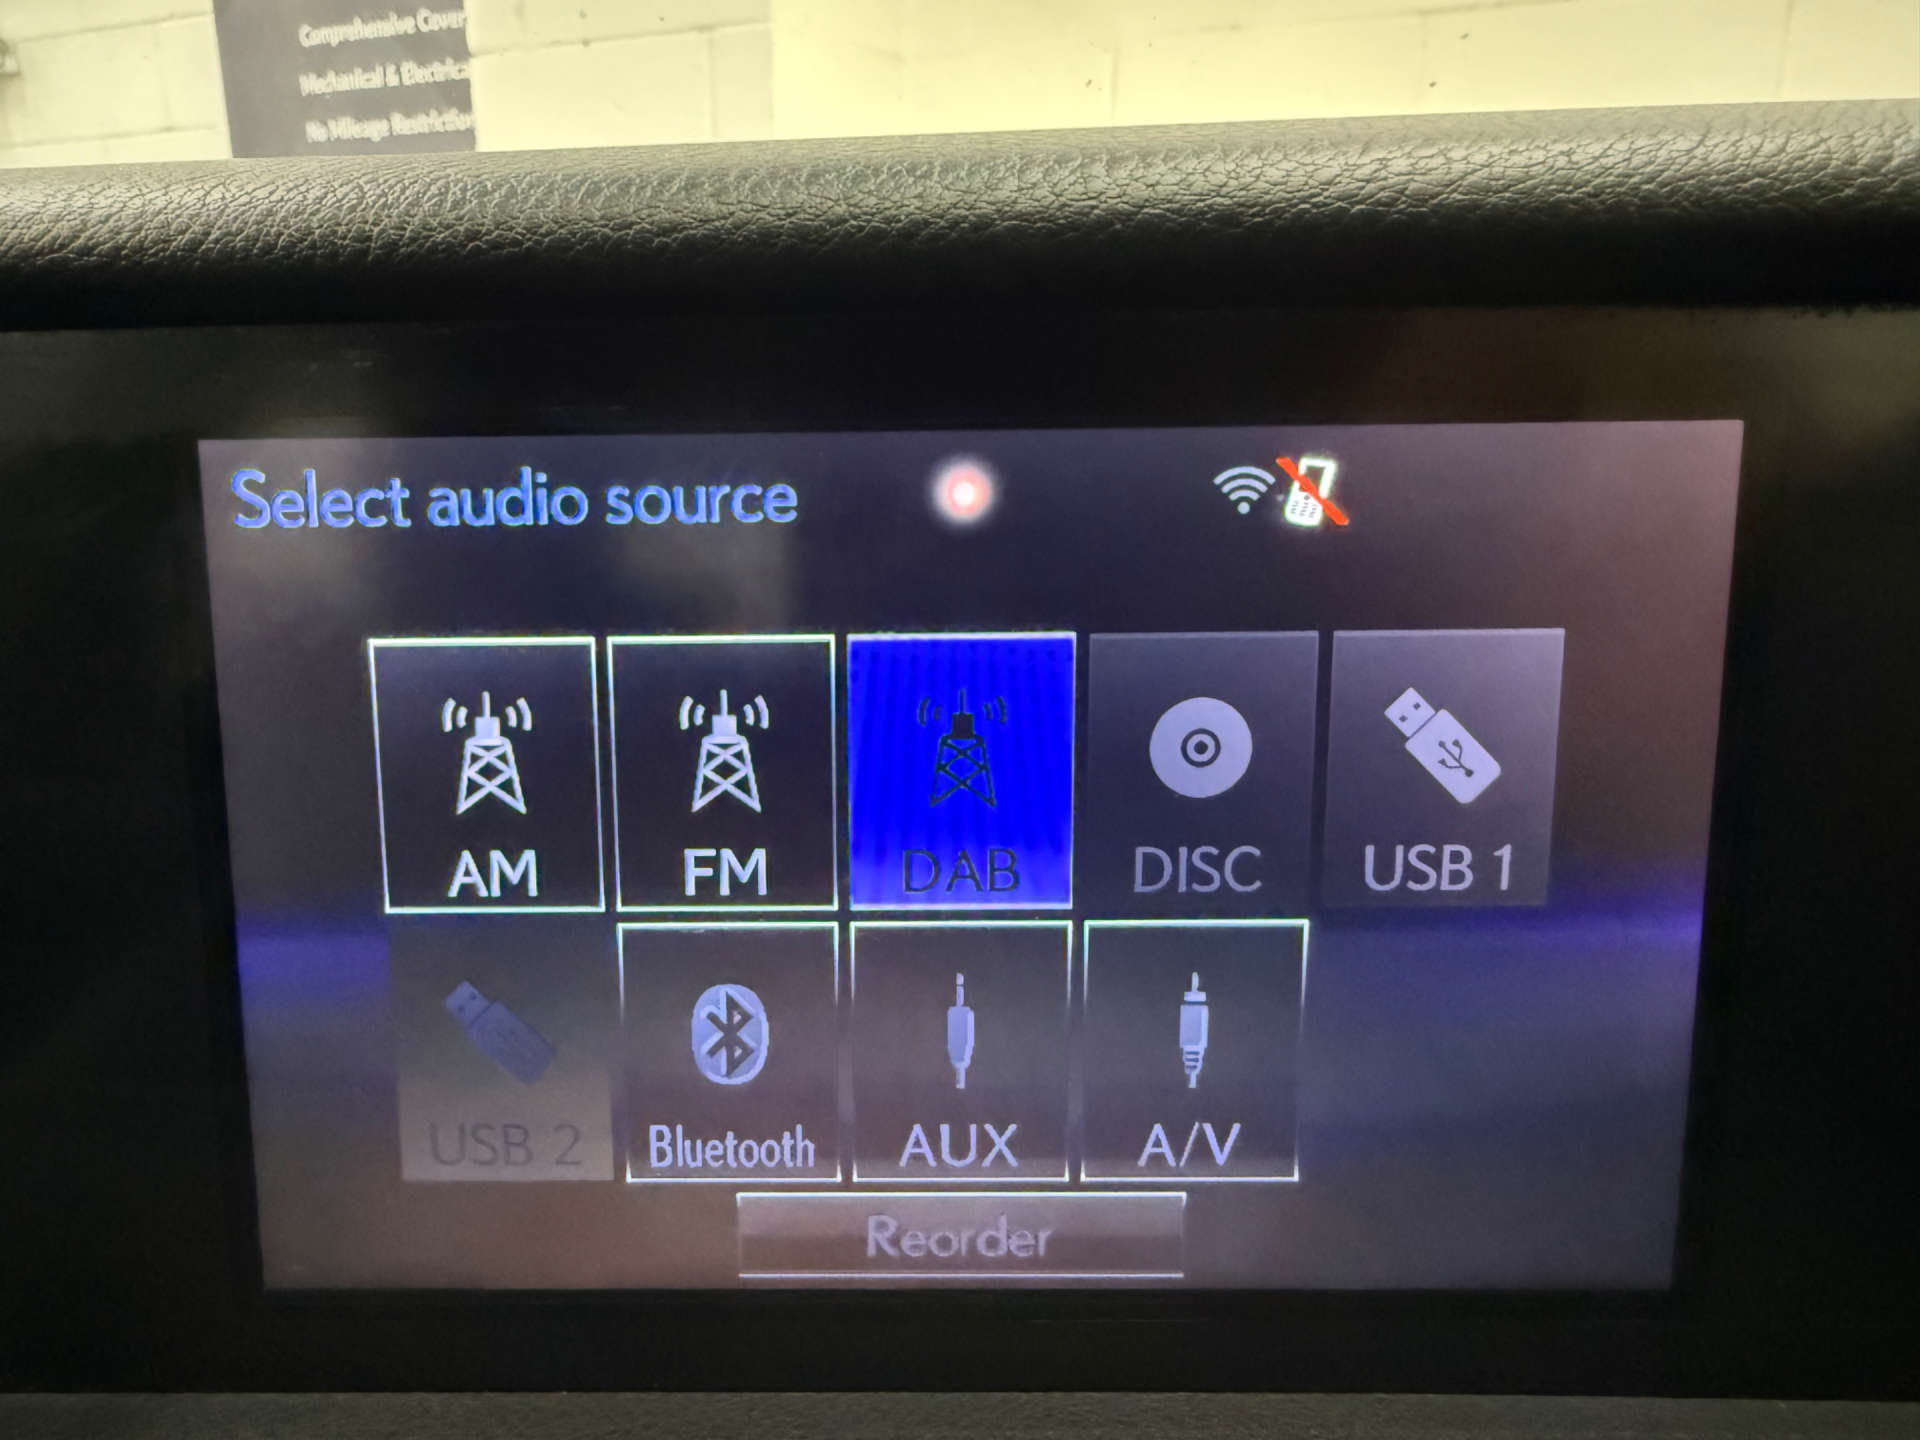 Comprehensive Cover
Mechanical & Electrical
No Mileage Restriction
Select audio source
AM
FM
DAB
DISC
USB 1
USB 2
Bluetooth
AUX
A/V
Reorder